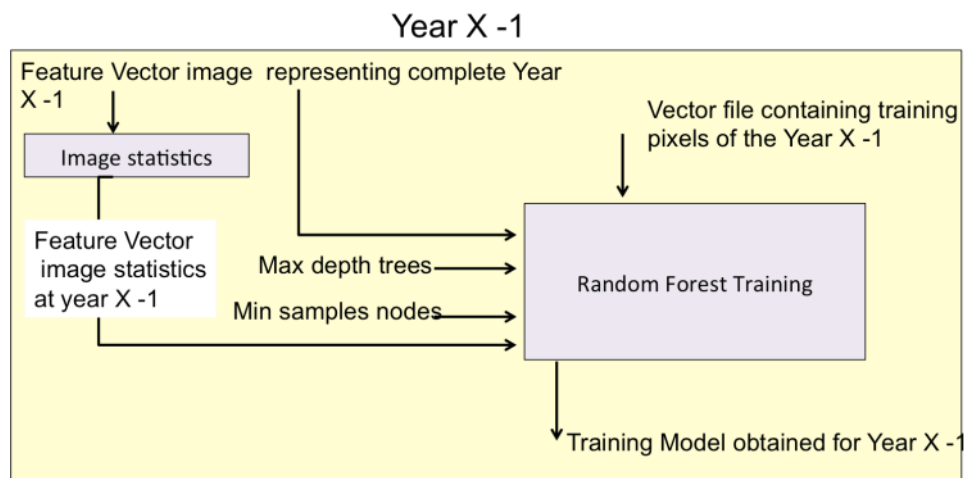 Year X -1
Feature Vector image representing complete Year
X -1
Vector file containing training
pixels of the Year X -1
Image statistics
Feature Vector
image statistics
at year X -1
Max depth trees
Min samples nodes
Random Forest Training
Training Model obtained for Year X -1